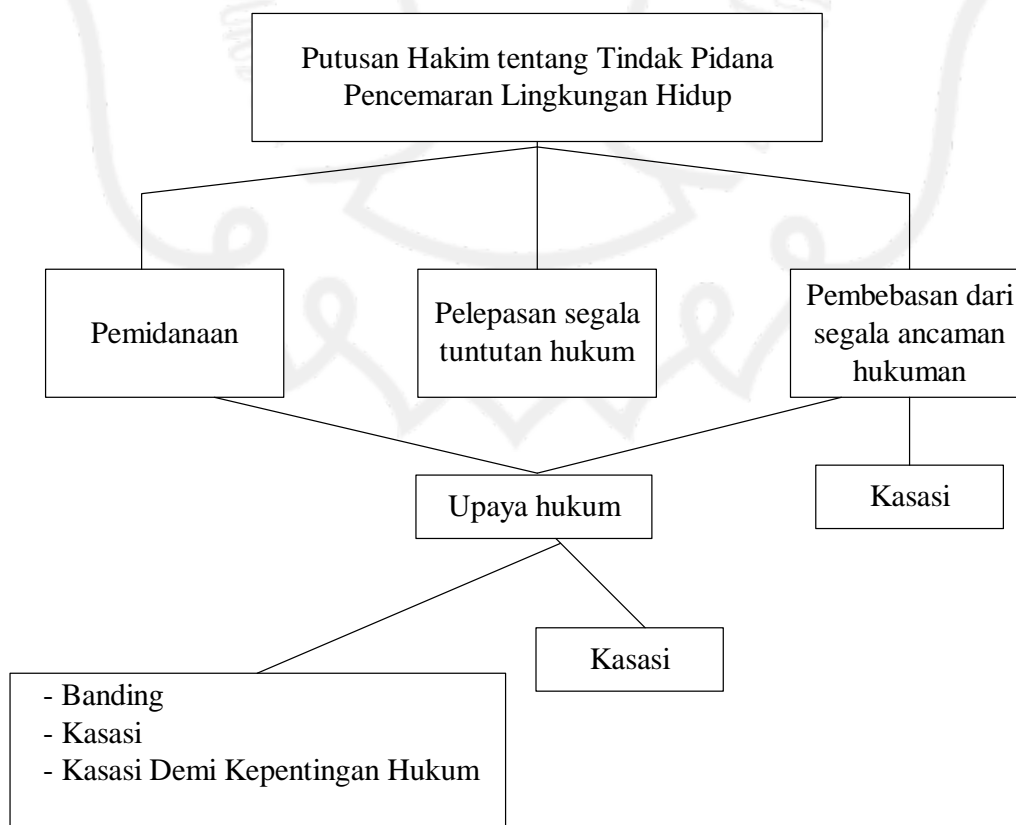 Putusan Hakim tentang Tindak Pidana
Pencemaran Lingkungan Hidup
Pemidanaan
Pelepasan segala
tuntutan hukum
Pembebasan dari
segala ancaman
hukuman
Upaya hukum
Kasasi
Kasasi
- Banding
- Kasasi
- Kasasi Demi Kepentingan Hukum